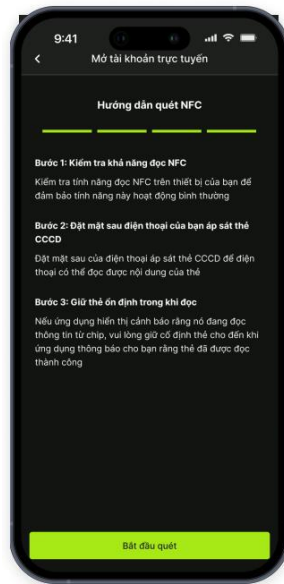 9:41
Mở tài khoản trực tuyến
Hướng dẫn quét NFC
Bước 1: Kiểm tra khả năng đọc NFC
Kiểm tra tính năng đọc NFC trên thiết bị của bạn để
đảm bảo tính năng này hoạt động bình thường
Bước 2: Đặt mặt sau điện thoại của bạn áp sát thẻ
CCCD
Đặt mặt sau của điện thoại áp sát thẻ CCCD để điện
thoại có thể đọc được nội dung của thẻ
Bước 3: Giữ thẻ ổn định trong khi đọc
Nếu ứng dụng hiển thị cảnh báo rằng nó đang đọc
thông tin từ chip, vui lòng giữ cố định thẻ cho đến khi
ứng dụng thông báo cho bạn rằng thẻ đã được đọc
thành công
Bắt đầu quét